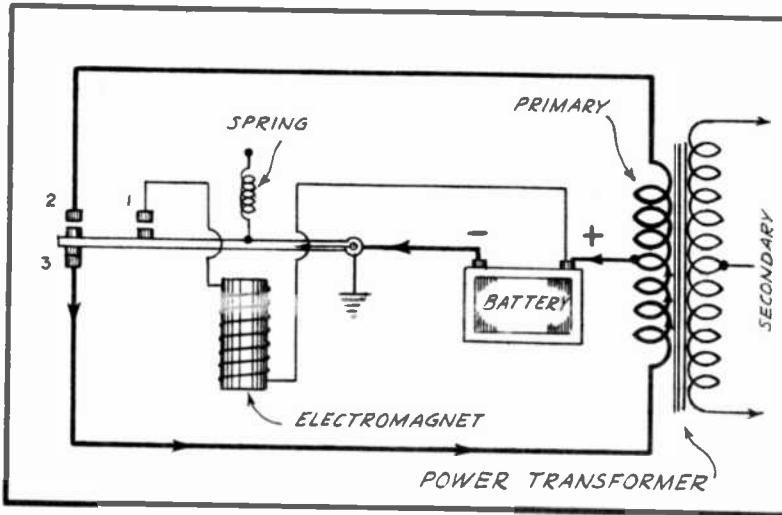 PRIMARY
SPRING
2
1
3
-
+
BATTERY
SECONDARY
ELECTROMAGNET
POWER TRANSFORMER